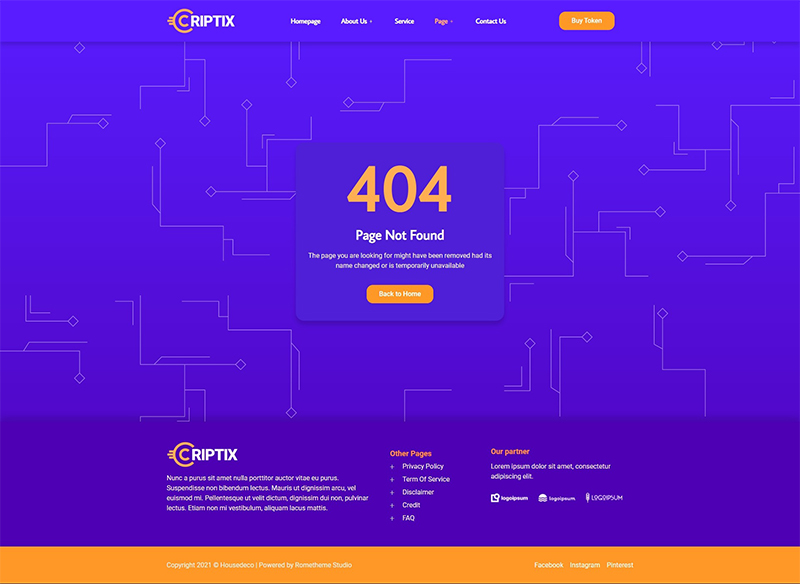 CRIPTIX
Homepage
About Us +
Service
Page +
Contact Us
Buy Token
404
Page Not Found
The page you are looking for might have been removed had its
name changed or is temporarily unavailable
Back to Home
CRIPTIX
Nunc a purus sit amet nulla porttitor auctor vitae eu purus.
Suspendisse non bibendum lectus. Mauris ut dignissim arcu, vel
euismod mi. Pellentesque ut velit dictum, dignissim dui non, pulvinar
lectus. Etiam non mi vestibulum, aliquam lacus mattis.
Other Pages
+ Privacy Policy
+ Term Of Service
+ Disclaimer
+ Credit
+ FAQ
Our partner
Lorem ipsum dolor sit amet, consectetur
adipiscing elit.
logoipsum
logoipsum
LOGOIPSUM
Copyright 2021 © Housedeco | Powered by Rometheme Studio
Facebook Instagram Pinterest